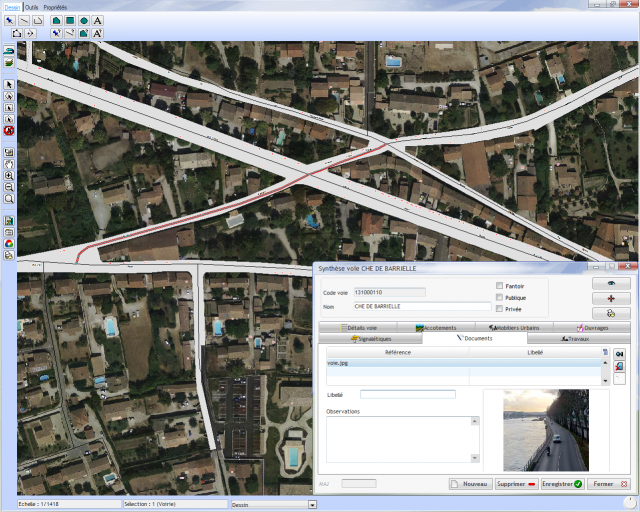 Dessin Outils Propriétés
Synthèse voie CHE DE BARRIELLE
Code voie 131000110
Nom CHE DE BARRIELLE
Fantoir
Publique
Privée
Détails voie Accotements Mobiliers Urbains Ouvrages
Signalétiques Documents Travaux
Référence Libellé
voie.jpg
Libellé
Observations
MAJ Nouveau Supprimer Enregistrer Fermer
Echelle : 1/1418 Sélection : 1 (Voirie) Dessin